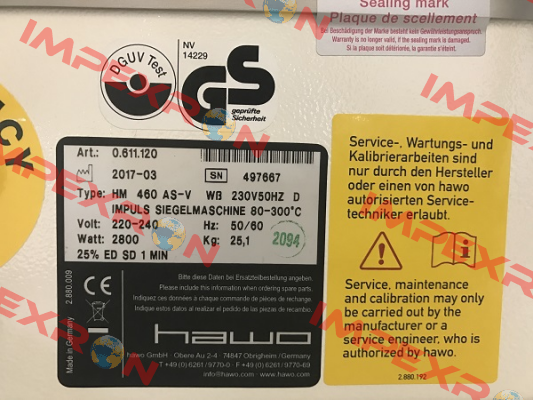 Sealing mark
Plaque de scellement
Bei Beschädigung der Marke besteht kein Gewährleistungsanspruch.
Warranty is no longer valid, if the sealing mark is damaged.
Si la plaque soit détériorée, la garantie
NV
14229
DGUV Test
GS
geprüfte
Sicherheit
Art.: 0.611.120
2017-03 SN 497667
Type: HM 460 AS-V WB 230V50HZ D
IMPULS SIEGELMASCHINE 80-300°C
Volt: 220-240 Hz: 50/60
Watt: 2800 Kg: 25,1 2094
25% ED SD 1 MIN
Bitte diese Daten bei Ersatzteilbestellung angeben.
Please indicate this information when ordering spare parts.
Indiquez ces données à chaque commande de pièces de rechange.
Indique estos datos al realizar el pedido de las piezas de recambio.
hawo
hawo GmbH · Obere Au 2-4 · 74847 Obrigheim /Germany
T +49 (0) 6261/9770-0 · F +49 (0) 6261/9770-69
info@hawo.com · www.hawo.com
Made in Germany
2.880.009
CE
Service-, Wartungs- und
Kalibrierarbeiten sind
nur durch den Hersteller
oder einen von hawo
autorisierten Service-
techniker erlaubt.
Service, maintenance
and calibration may only
be carried out by the
manufacturer or a
service engineer, who is
authorized by hawo.
2.880.192
IMPEXRON